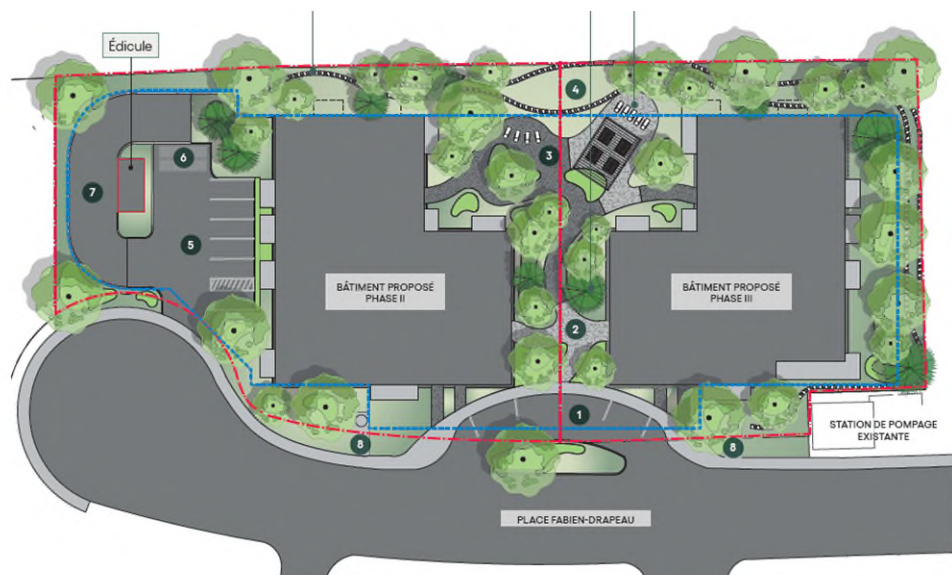 Édicule
4
6
3
7
5
BÂTIMENT PROPOSÉ
PHASE II
BÂTIMENT PROPOSÉ
PHASE III
2
1
8
8
STATION DE POMPAGE
EXISTANTE
PLACE FABIEN-DRAPEAU